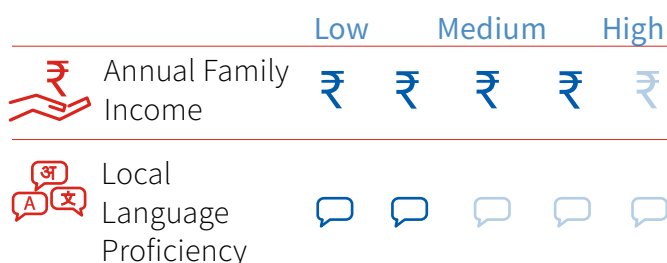 Low Medium High
₹ Annual Family ₹ ₹ ₹ ₹ ₹
Income
अ
A 文
Local
Language
Proficiency